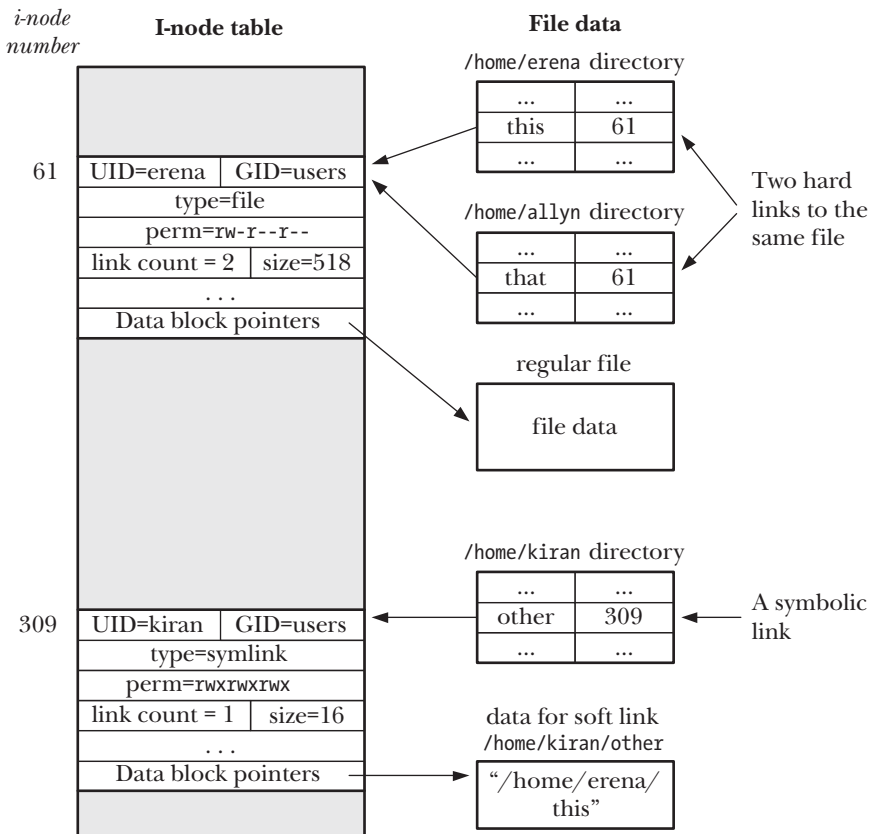 i-node
number
I-node table
File data
/home/erena directory
... ...
this 61
... ...
61
UID=erena GID=users
type=file
perm=rw-r--r--
link count = 2 size=518
. . .
Data block pointers
/home/allyn directory
... ...
that 61
... ...
Two hard
links to the
same file
regular file
file data
/home/kiran directory
... ...
other 309
... ...
A symbolic
link
309
UID=kiran GID=users
type=symlink
perm=rwxrwxrwx
link count = 1 size=16
. . .
Data block pointers
data for soft link
/home/kiran/other
“/home/erena/
this”